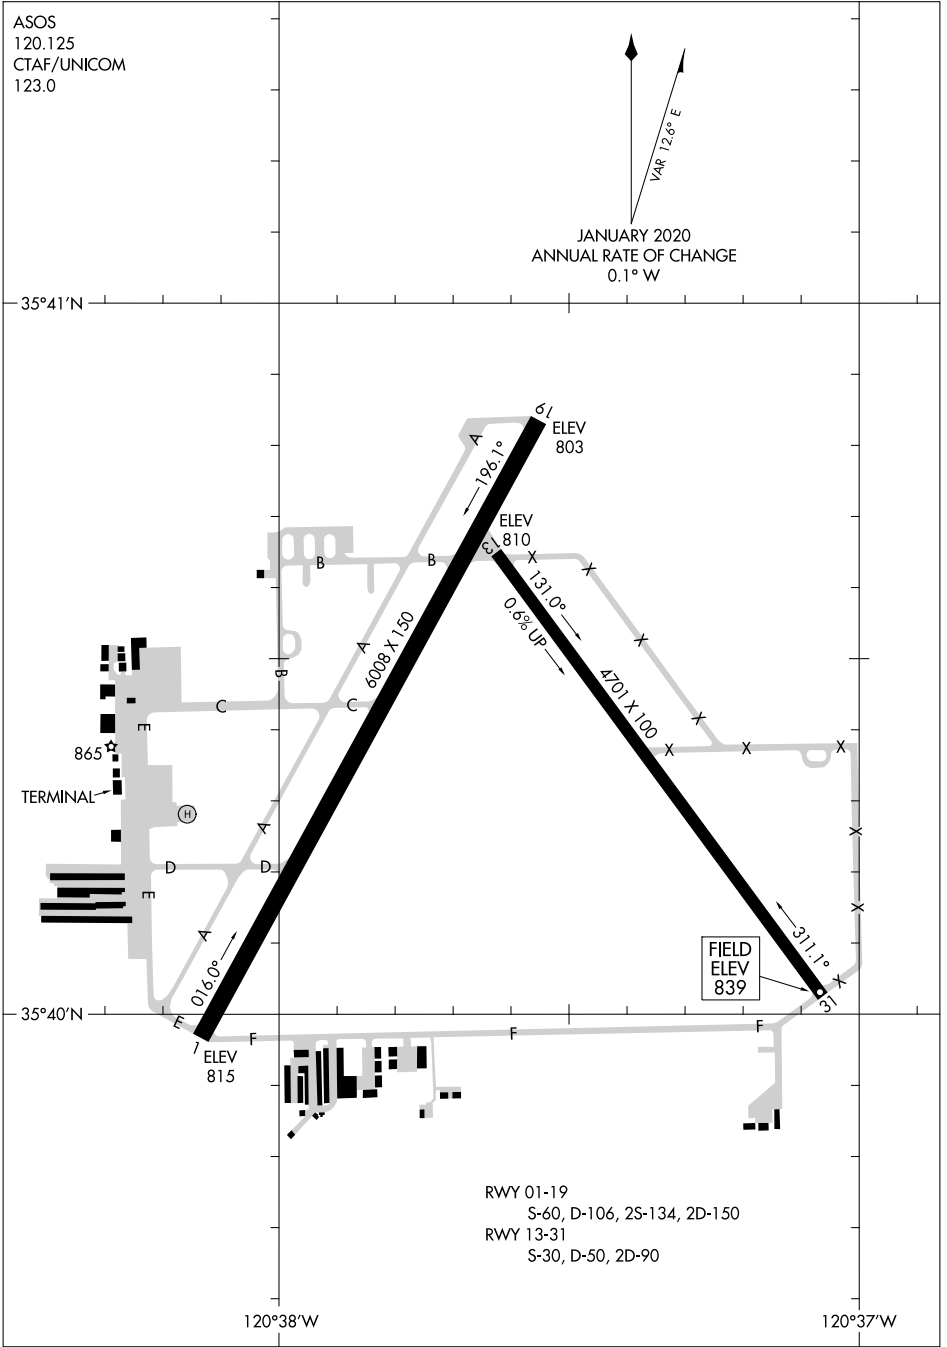 ASOS
120.125
CTAF/UNICOM
123.0
VAR 12.6° E
JANUARY 2020
ANNUAL RATE OF CHANGE
0.1° W
35°41'N
19
ELEV
803
A
196.1°
ELEV
810
13
B
B
X
X
131.0°
0.6% UP
6008 X 150
A
X
B
4701 X 100
C
C
X
E
865
X
X
X
TERMINAL
H
A
X
D
D
E
X
A
016.0°
311.1°
FIELD
ELEV
839
X
31
35°40'N
E
F
F
F
1
ELEV
815
RWY 01-19
S-60, D-106, 2S-134, 2D-150
RWY 13-31
S-30, D-50, 2D-90
120°38'W
120°37'W